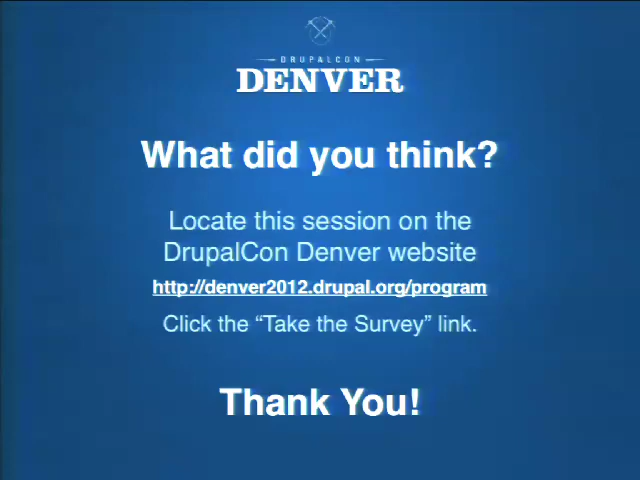 DRUPALCON
DENVER
What did you think?
Locate this session on the
DrupalCon Denver website
http://denver2012.drupal.org/program
Click the “Take the Survey” link.
Thank You!